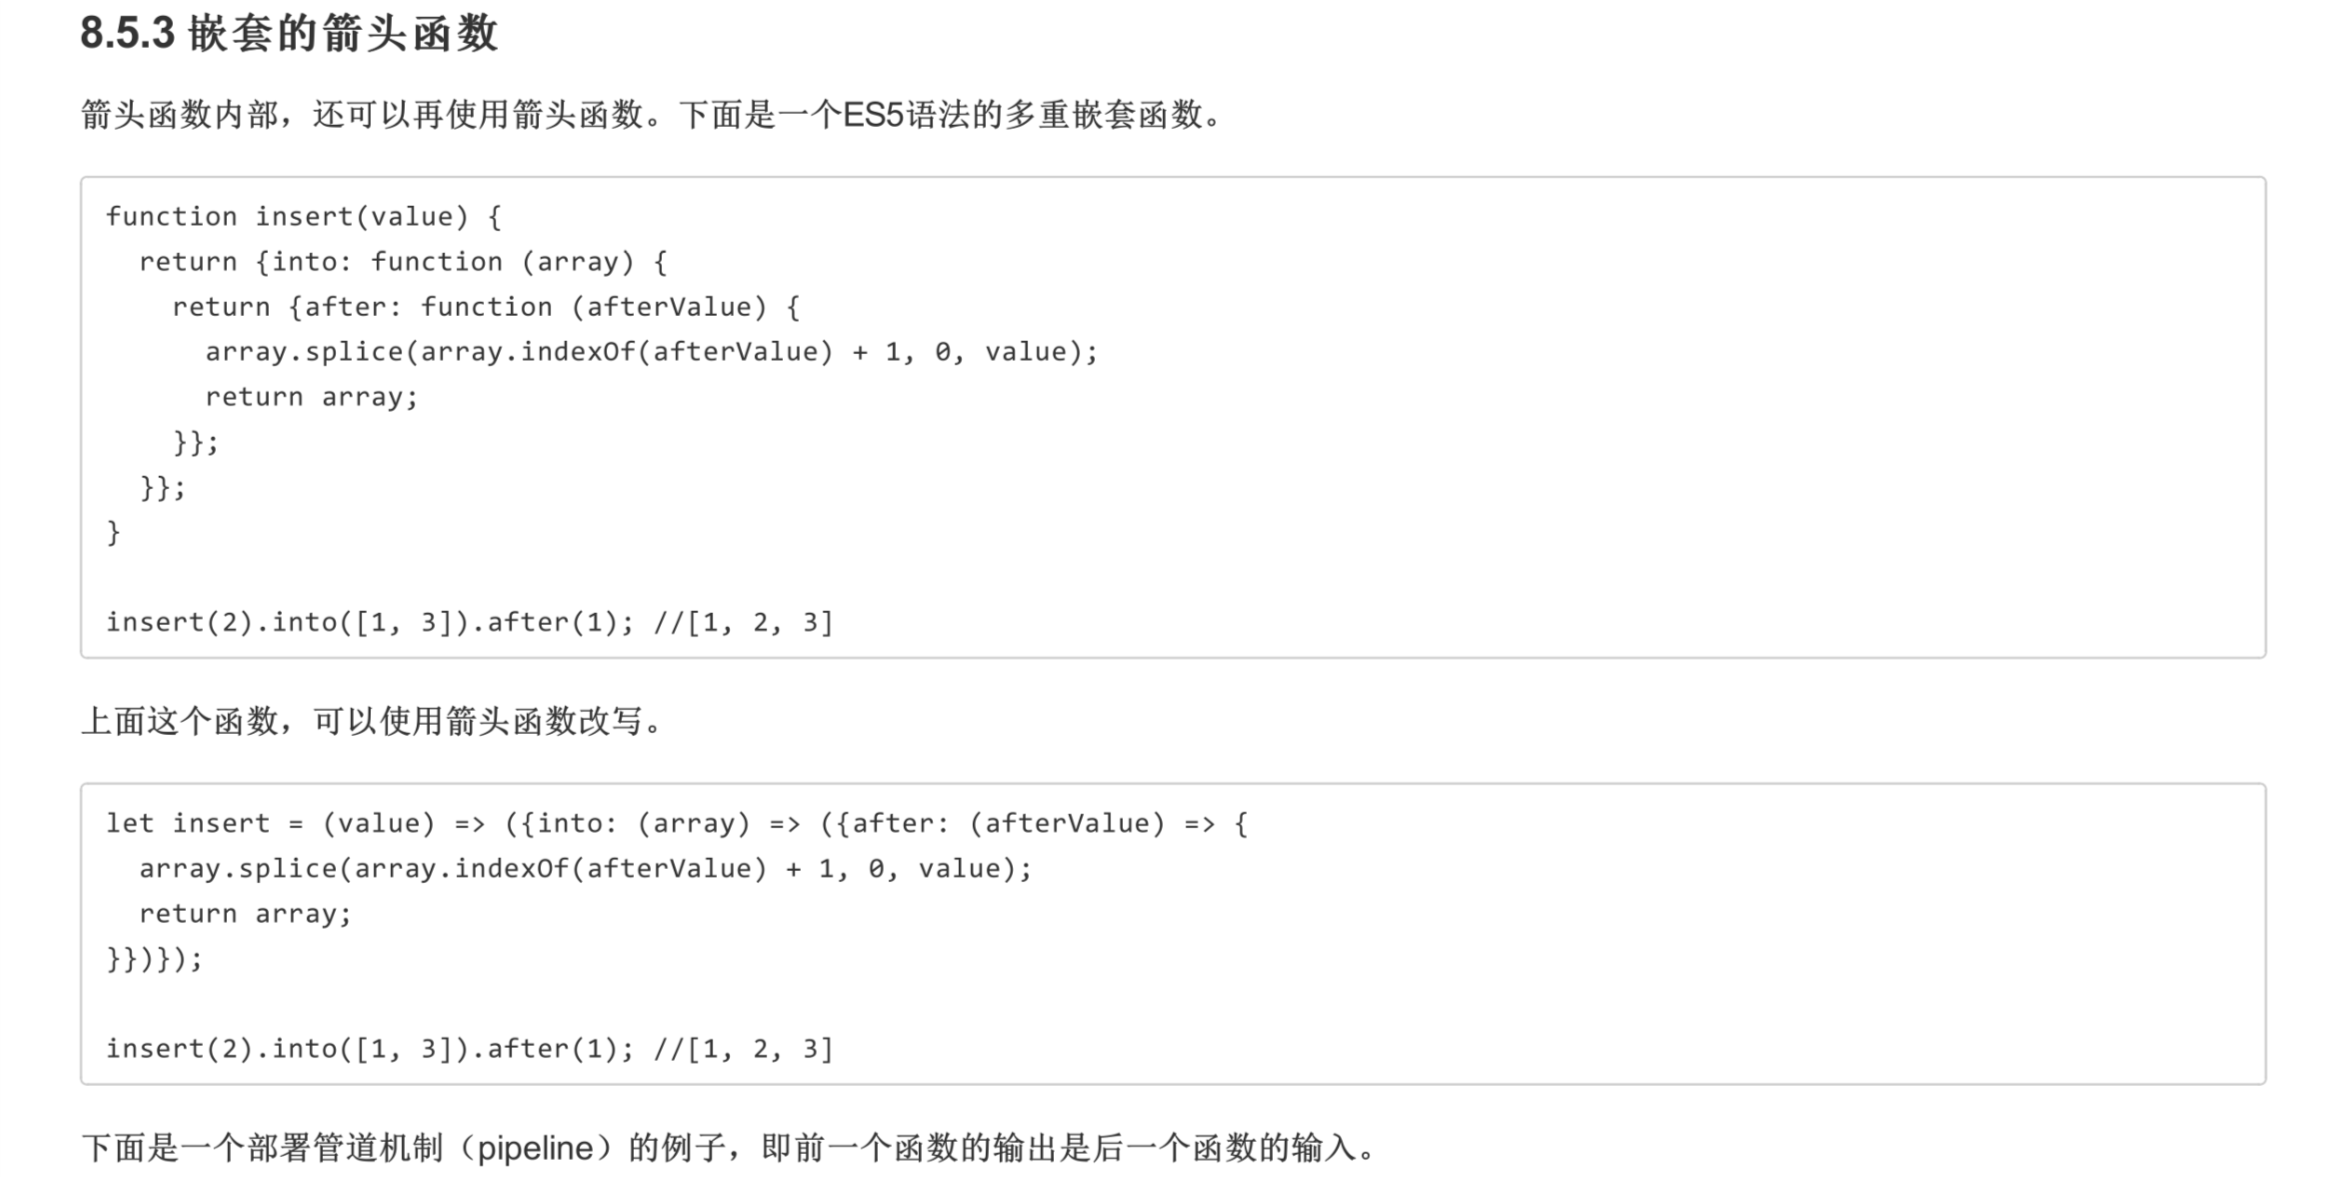 8.5.3 嵌套的箭头函数
箭头函数内部，还可以再使用箭头函数。下面是一个ES5语法的多重嵌套函数。
function insert(value) {
  return {into: function (array) {
    return {after: function (afterValue) {
      array.splice(array.indexOf(afterValue) + 1, 0, value);
      return array;
    }};
  }};
}

insert(2).into([1, 3]).after(1); //[1, 2, 3]
上面这个函数，可以使用箭头函数改写。
let insert = (value) => ({into: (array) => ({after: (afterValue) => {
  array.splice(array.indexOf(afterValue) + 1, 0, value);
  return array;
}})});

insert(2).into([1, 3]).after(1); //[1, 2, 3]
下面是一个部署管道机制（pipeline）的例子，即前一个函数的输出是后一个函数的输入。